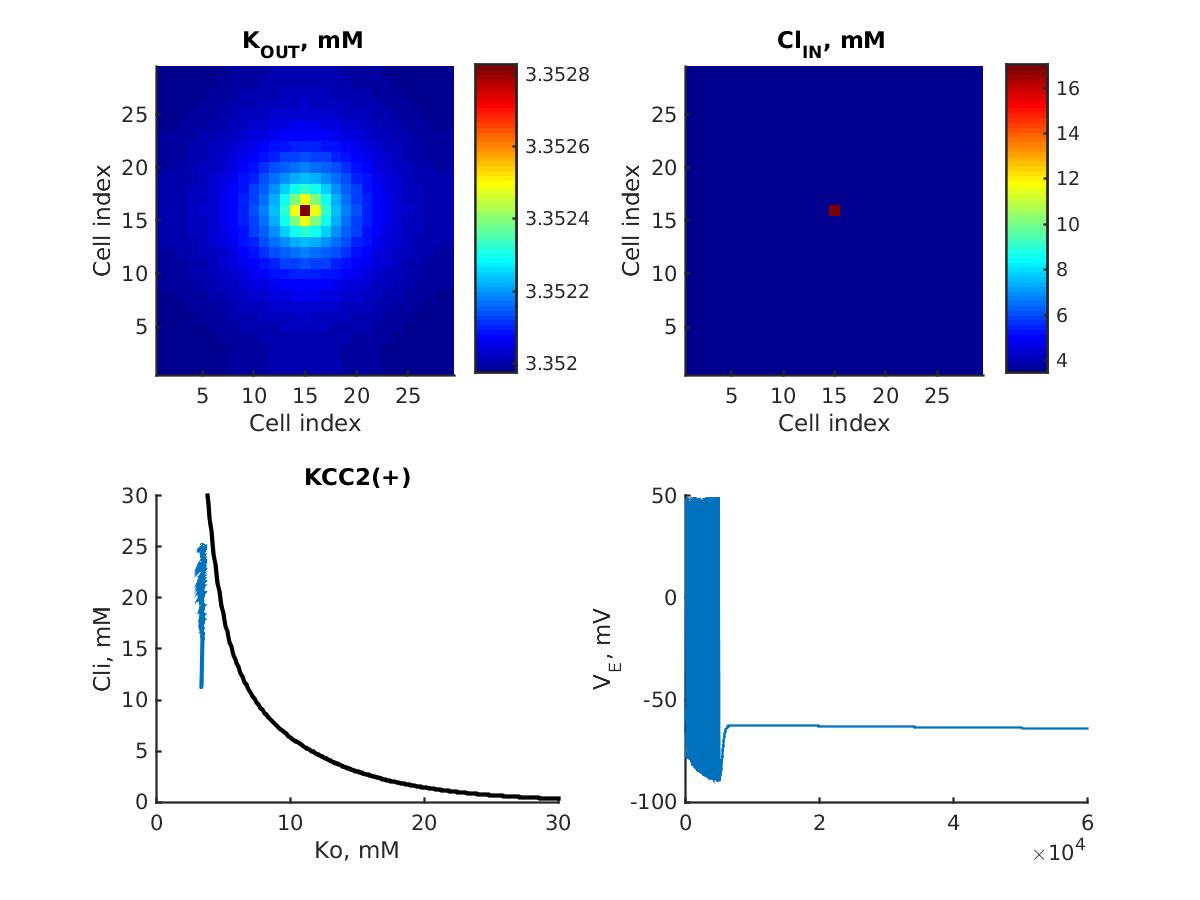 K_OUT, mM
Cl_IN, mM
25
20
15
10
5
5 10 15 20 25
Cell index
Cell index
3.3528
3.3526
3.3524
3.3522
3.352
25
20
15
10
5
5 10 15 20 25
Cell index
Cell index
16
14
12
10
8
6
4
KCC2(+)
30
25
20
15
10
5
0
0 10 20 30
Cli, mM
Ko, mM
50
0
-50
-100
0 2 4 6
×10^4
V_E, mV